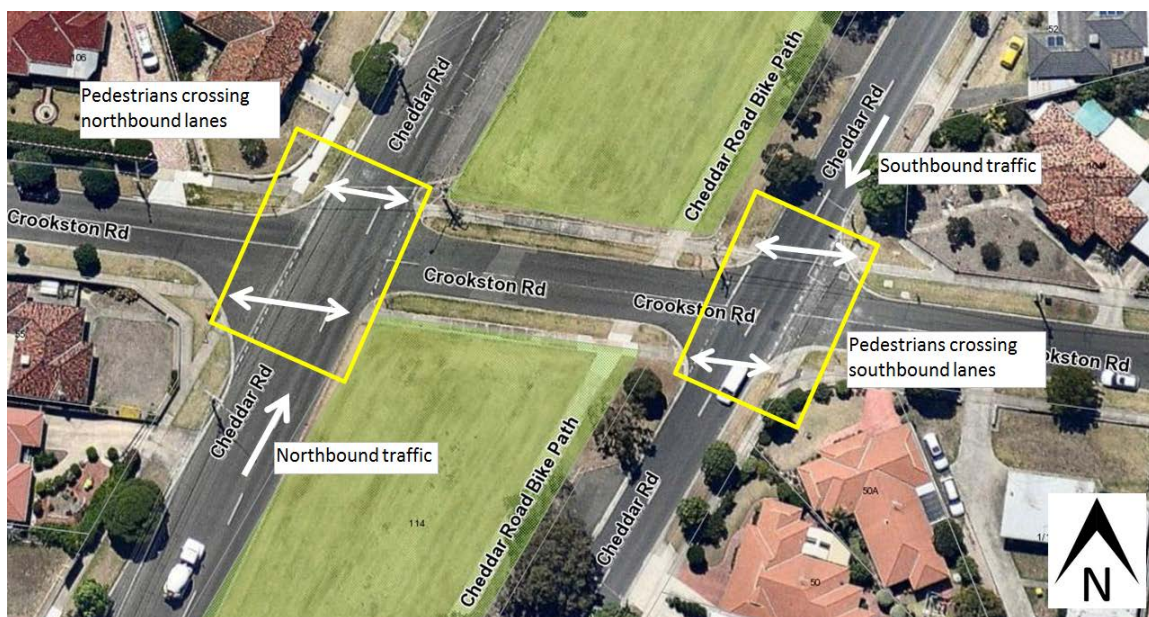 106
52
Pedestrians crossing
northbound lanes
Cheddar Rd
Cheddar Road Bike Path
Cheddar Rd
Southbound traffic
Crookston Rd
Crookston Rd
Crookston Rd
Pedestrians crossing
southbound lanes
okston Rd
Cheddar Rd
Northbound traffic
Cheddar Road Bike Path
Cheddar Rd
114
50A
50
N